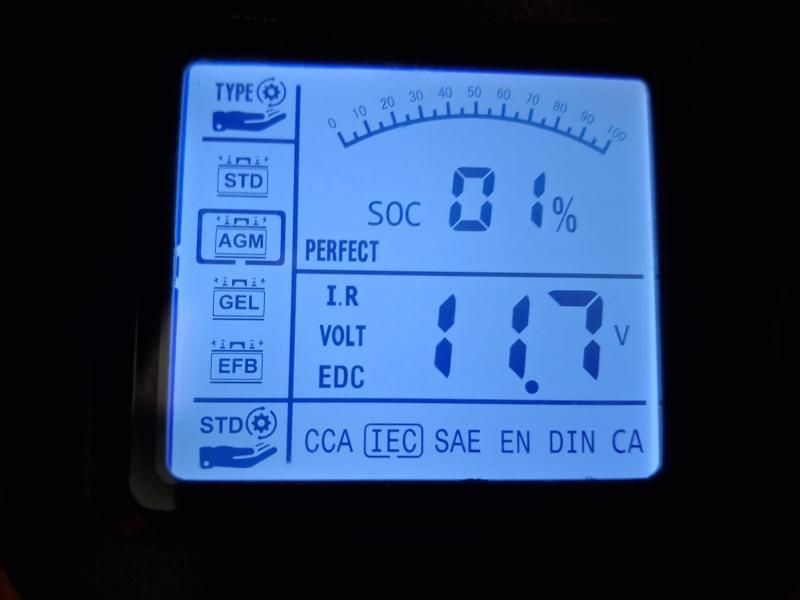 TYPE
0 10 20 30 40 50 60 70 80 90 100
STD
SOC 01%
AGM
PERFECT
GEL
I.R
VOLT 11.7 V
EFB
EDC
STD
CCA IEC SAE EN DIN CA